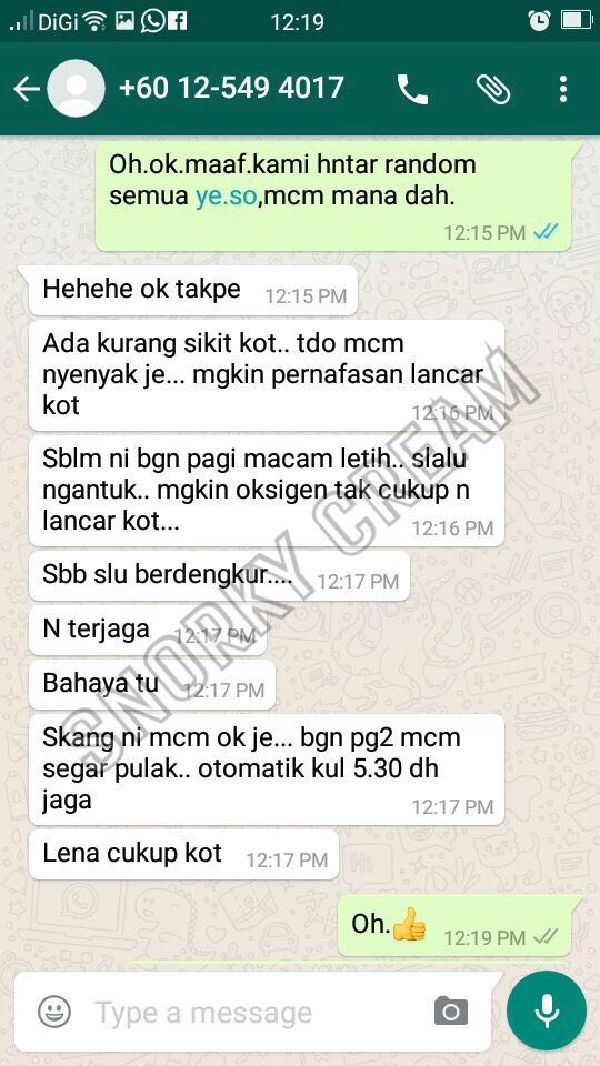 DiGi
12:19
+60 12-549 4017
Oh.ok.maaf.kami hntar random
semua ye.so,mcm mana dah.
12:15 PM
Hehehe ok takpe
12:15 PM
Ada kurang sikit kot.. tdo mcm
nyenyak je... mgkin pernafasan lancar
kot
12:16 PM
Sblm ni bgn pagi macam letih.. slalu
ngantuk.. mgkin oksigen tak cukup n
lancar kot...
12:16 PM
Sbb slu berdengkur....
12:17 PM
N terjaga
12:17 PM
Bahaya tu
12:17 PM
Skang ni mcm ok je... bgn pg2 mcm
segar pulak.. otomatik kul 5.30 dh
jaga
12:17 PM
Lena cukup kot
12:17 PM
Oh.👍
12:19 PM
Type a message
SNORKY CREAM